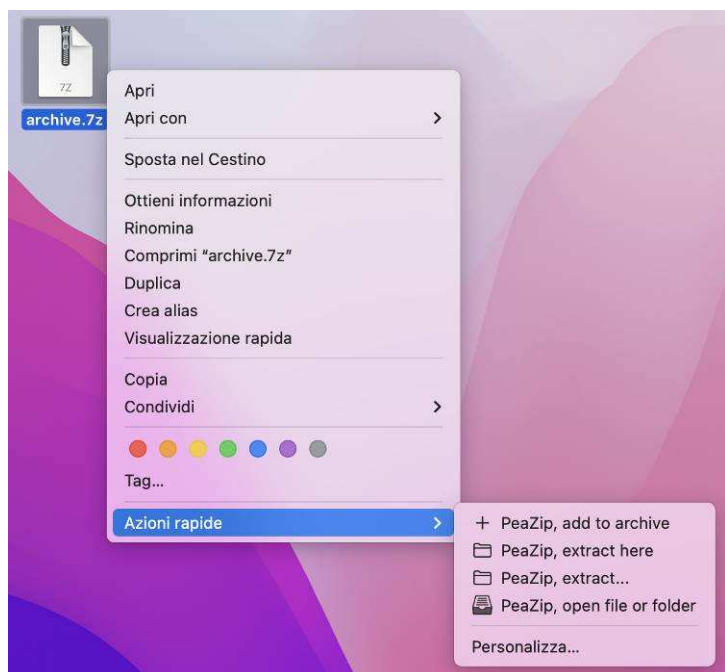 7Z
archive.7z
Apri
Apri con
Sposta nel Cestino
Ottieni informazioni
Rinomina
Comprimi “archive.7z”
Duplica
Crea alias
Visualizzazione rapida
Copia
Condividi
Tag...
Azioni rapide
PeaZip, add to archive
PeaZip, extract here
PeaZip, extract...
PeaZip, open file or folder
Personalizza...